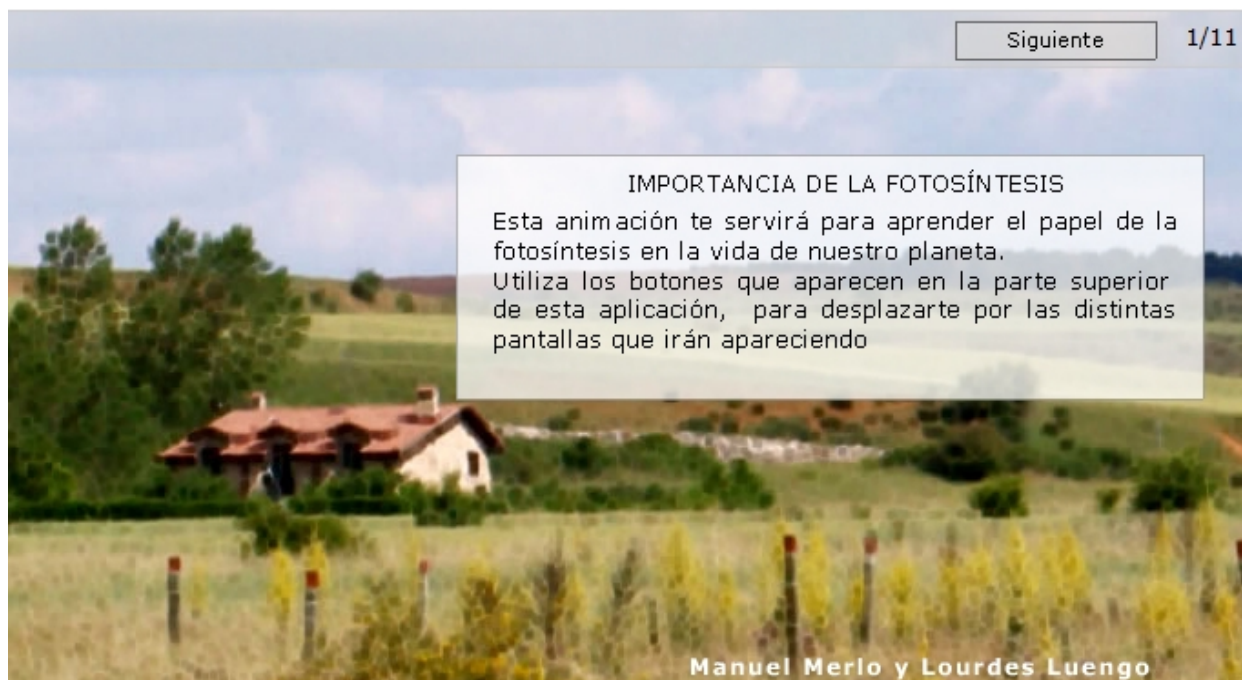 Siguiente 1/11
IMPORTANCIA DE LA FOTOSÍNTESIS
Esta animación te servirá para aprender el papel de la
fotosíntesis en la vida de nuestro planeta.
Utiliza los botones que aparecen en la parte superior
de esta aplicación, para desplazarte por las distintas
pantallas que irán apareciendo
Manuel Merlo y Lourdes Luengo